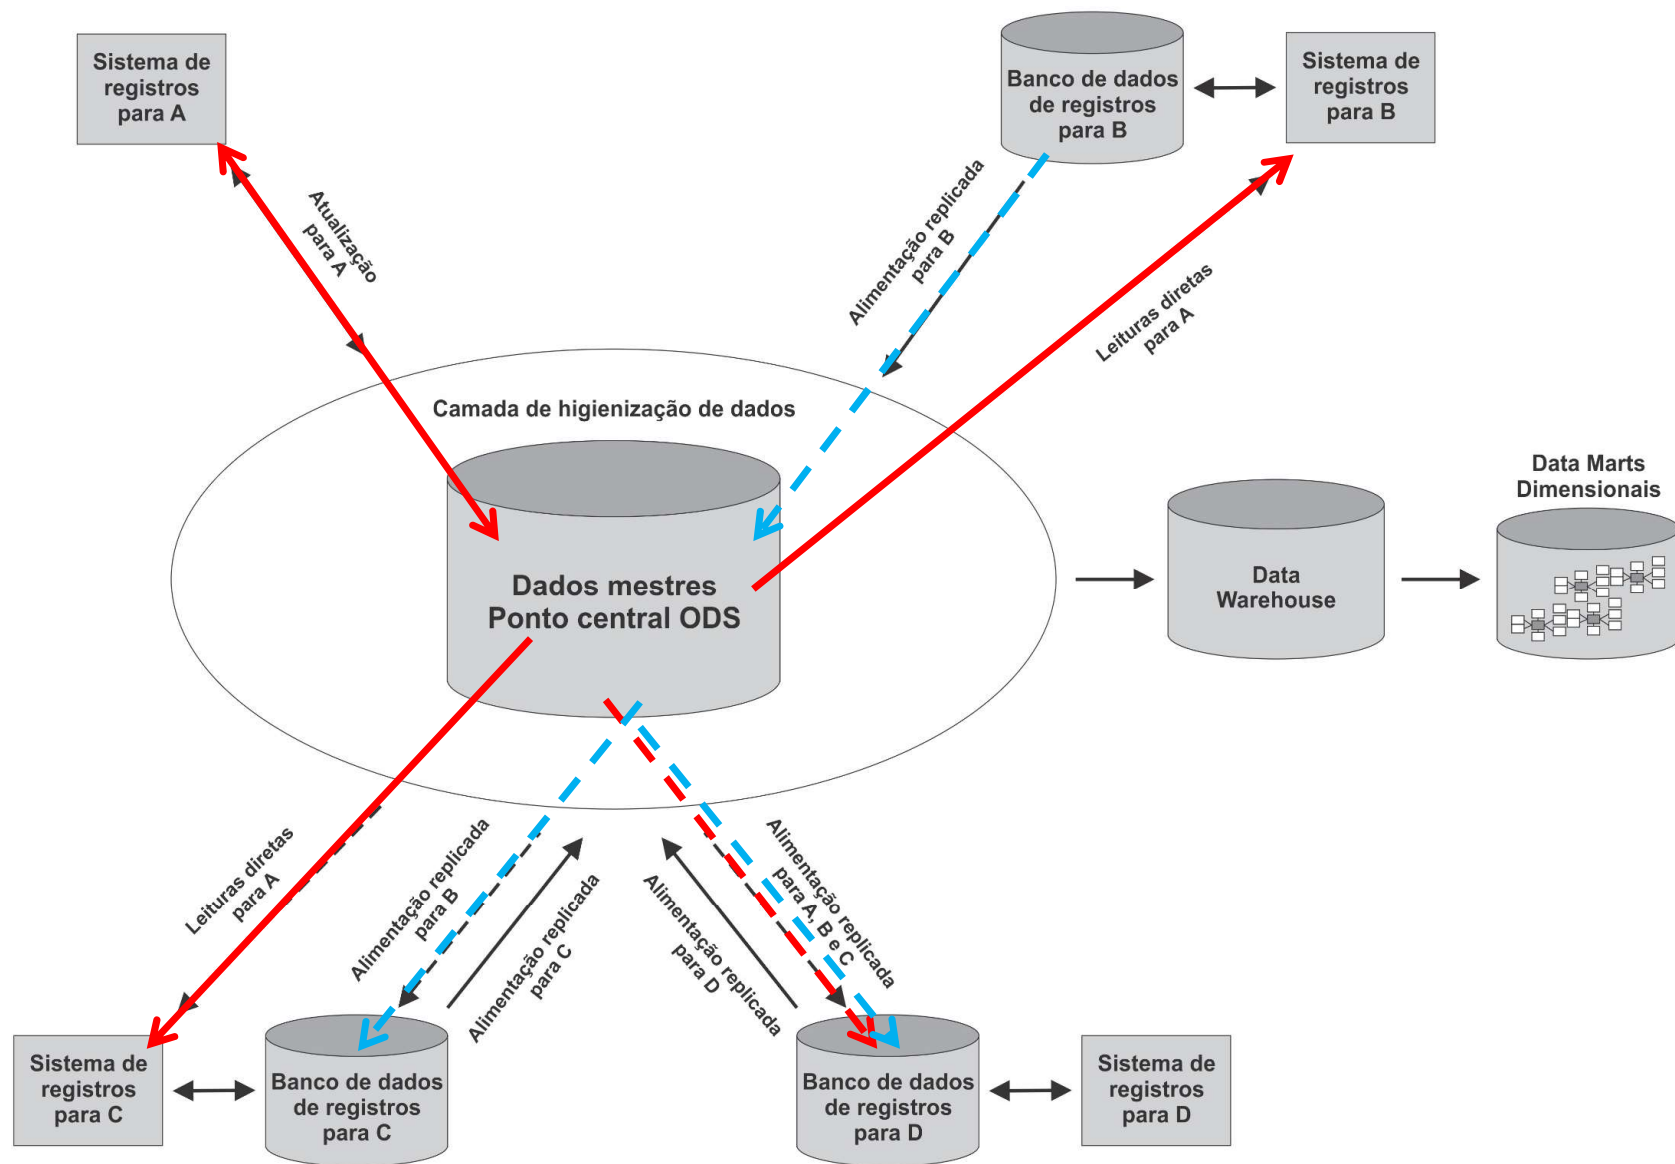 Sistema de
registros
para A
Banco de dados
de registros
para B
Sistema de
registros
para B
Atualização
para A
Alimentação replicada
para B
Leituras diretas
para A
Camada de higienização de dados
Dados mestres
Ponto central ODS
Data
Warehouse
Data Marts
Dimensionais
Leituras diretas
para A
Alimentação replicada
para B
Alimentação replicada
para C
Alimentação replicada
para D
Alimentação replicada
para A, B e C
Sistema de
registros
para C
Banco de dados
de registros
para C
Banco de dados
de registros
para D
Sistema de
registros
para D